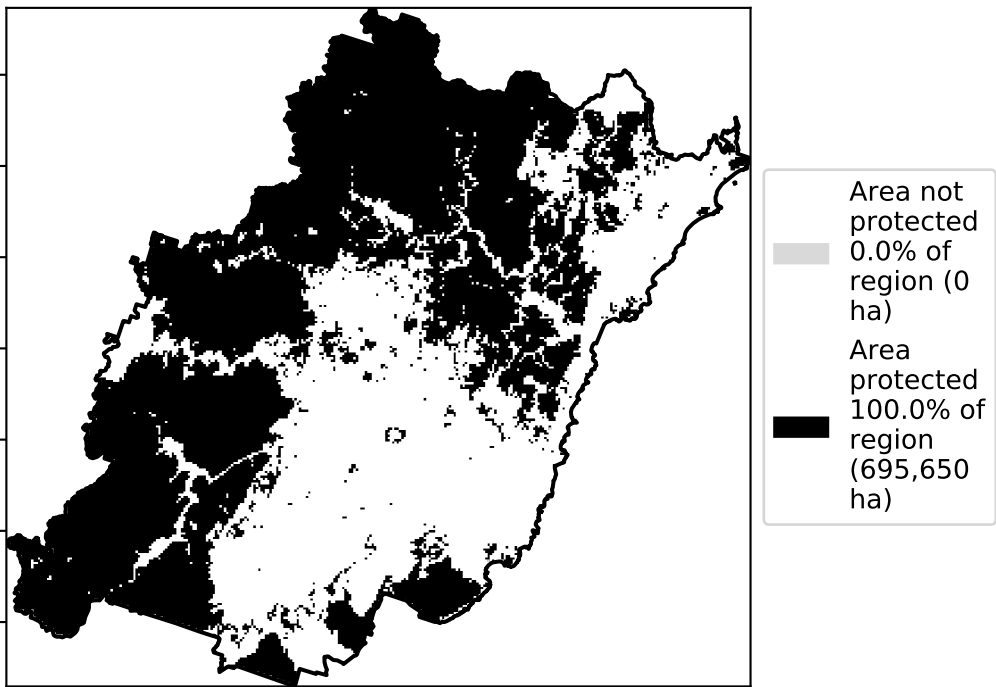 Area not
protected
0.0% of
region (0
ha)
Area
protected
100.0% of
region
(695,650
ha)